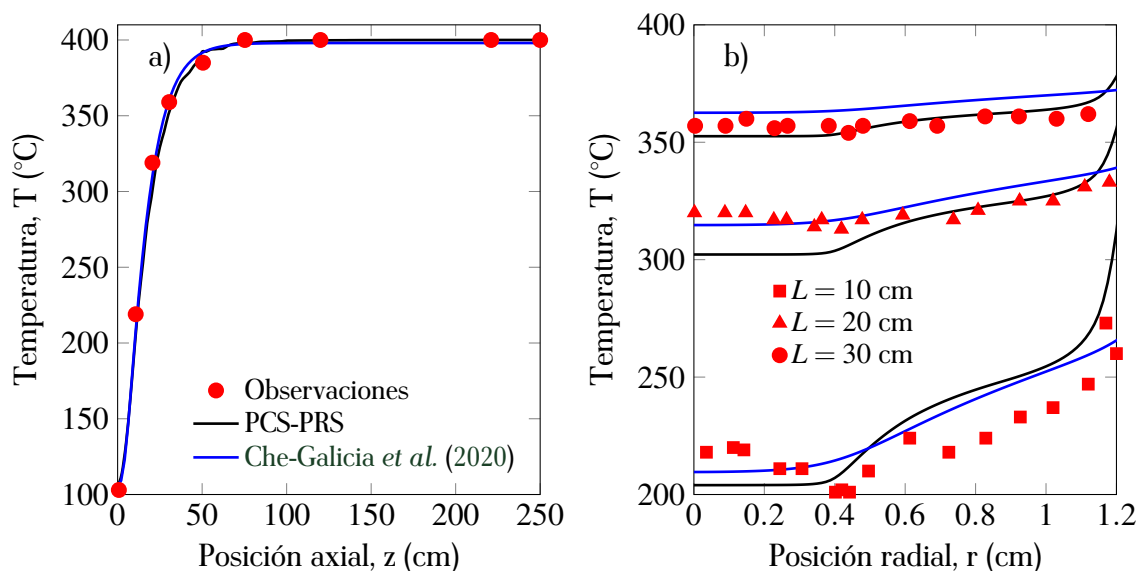 a)
400
350
300
250
200
150
100
Temperatura, T (°C)
Observaciones
PCS-PRS
Che-Galicia et al. (2020)
0
50
100
150
200
250
Posición axial, z (cm)
b)
350
300
250
200
Temperatura, T (°C)
L = 10 cm
L = 20 cm
L = 30 cm
0
0.2
0.4
0.6
0.8
1
1.2
Posición radial, r (cm)